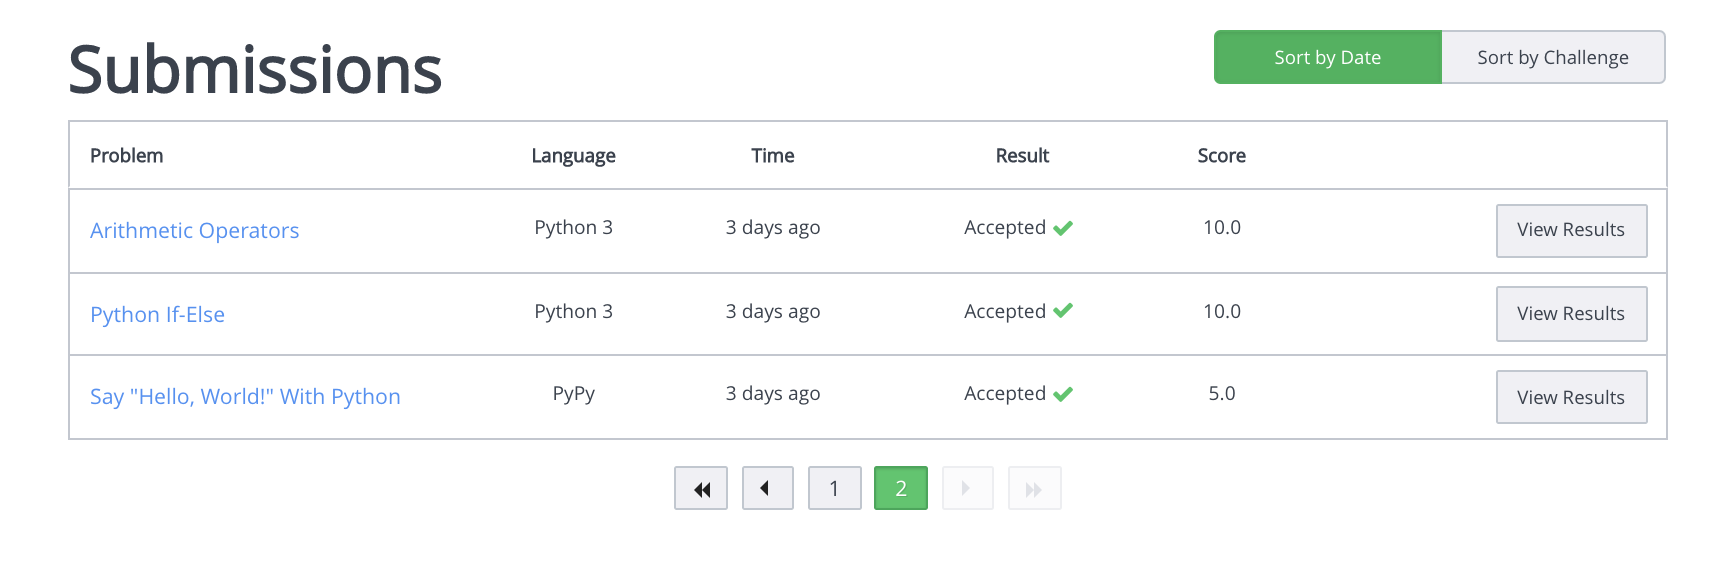 Submissions
Sort by Date Sort by Challenge
Problem Language Time Result Score
Arithmetic Operators Python 3 3 days ago Accepted 10.0 View Results
Python If-Else Python 3 3 days ago Accepted 10.0 View Results
Say "Hello, World!" With Python PyPy 3 days ago Accepted 5.0 View Results
1 2